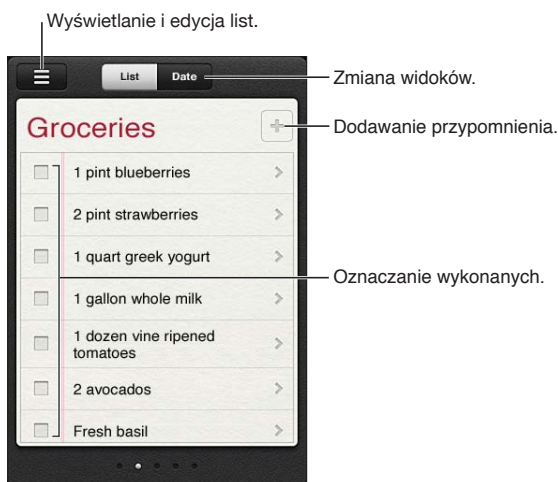 Wyświetlanie i edycja list.
List Date
Zmiana widoków.
Groceries
Dodawanie przypomnienia.
1 pint blueberries
2 pint strawberries
1 quart greek yogurt
Oznaczanie wykonanych.
1 gallon whole milk
1 dozen vine ripened
tomatoes
2 avocados
Fresh basil